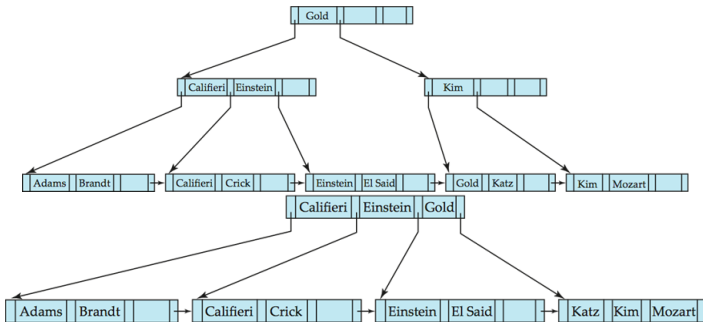 Gold
Califieri Einstein
Kim
Adams Brandt
Califieri Crick
Einstein El Said
Gold Katz
Kim Mozart
Califieri Einstein Gold
Adams Brandt
Califieri Crick
Einstein El Said
Katz Kim Mozart